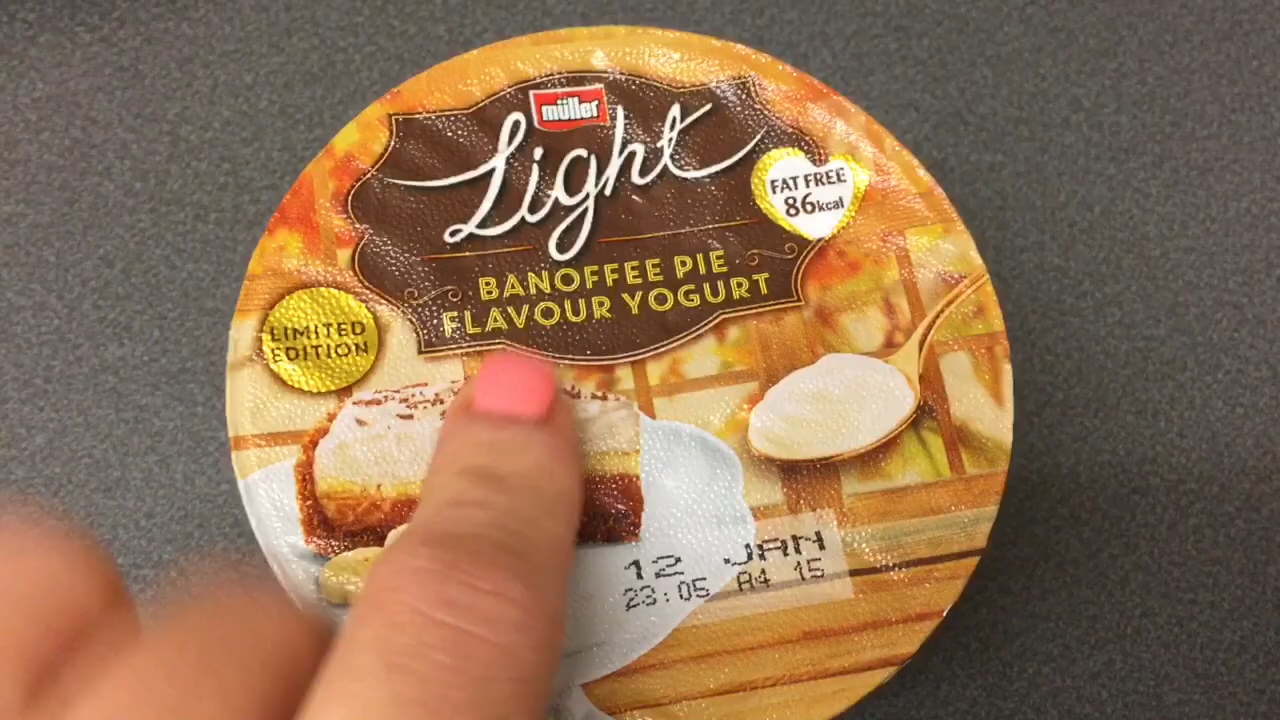 müller
Light
FAT FREE
86kcal
BANOFFEE PIE
FLAVOUR YOGURT
LIMITED
EDITION
12 JAN
23:05 A4 15